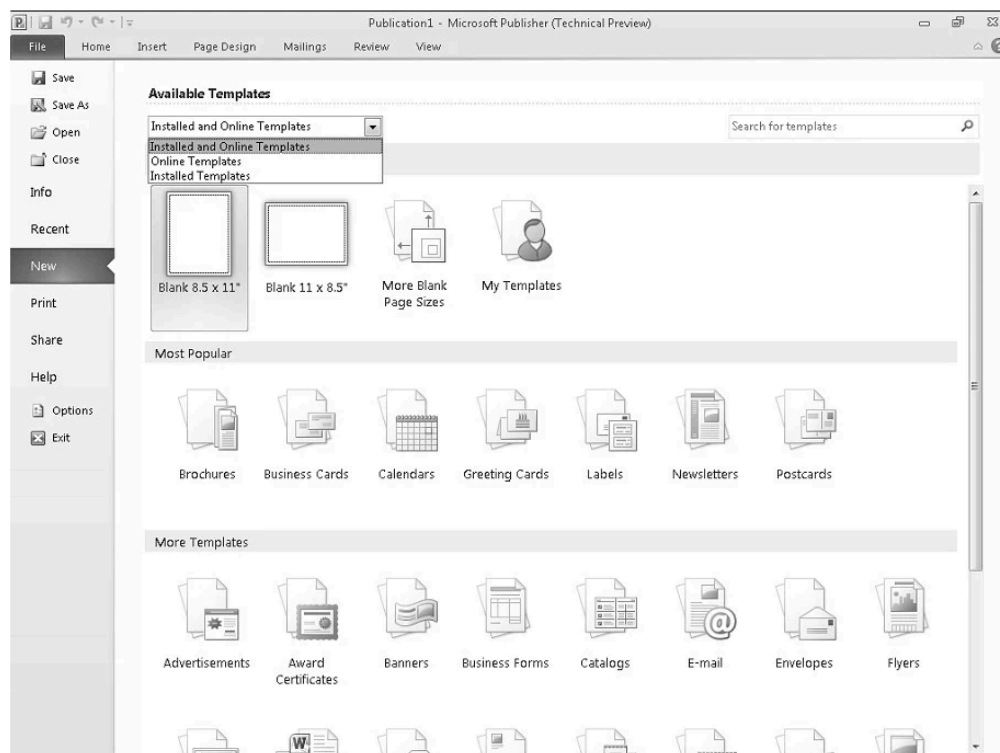 Publication1 - Microsoft Publisher (Technical Preview)
File Home Insert Page Design Mailings Review View
Save
Save As
Open
Close
Info
Recent
New
Print
Share
Help
Options
Exit
Available Templates
Installed and Online Templates
Search for templates
Installed and Online Templates
Online Templates
Installed Templates
Blank 8.5 x 11"
Blank 11 x 8.5"
More Blank
Page Sizes
My Templates
Most Popular
Brochures
Business Cards
Calendars
Greeting Cards
Labels
Newsletters
Postcards
More Templates
Advertisements
Award
Certificates
Banners
Business Forms
Catalogs
E-mail
Envelopes
Flyers